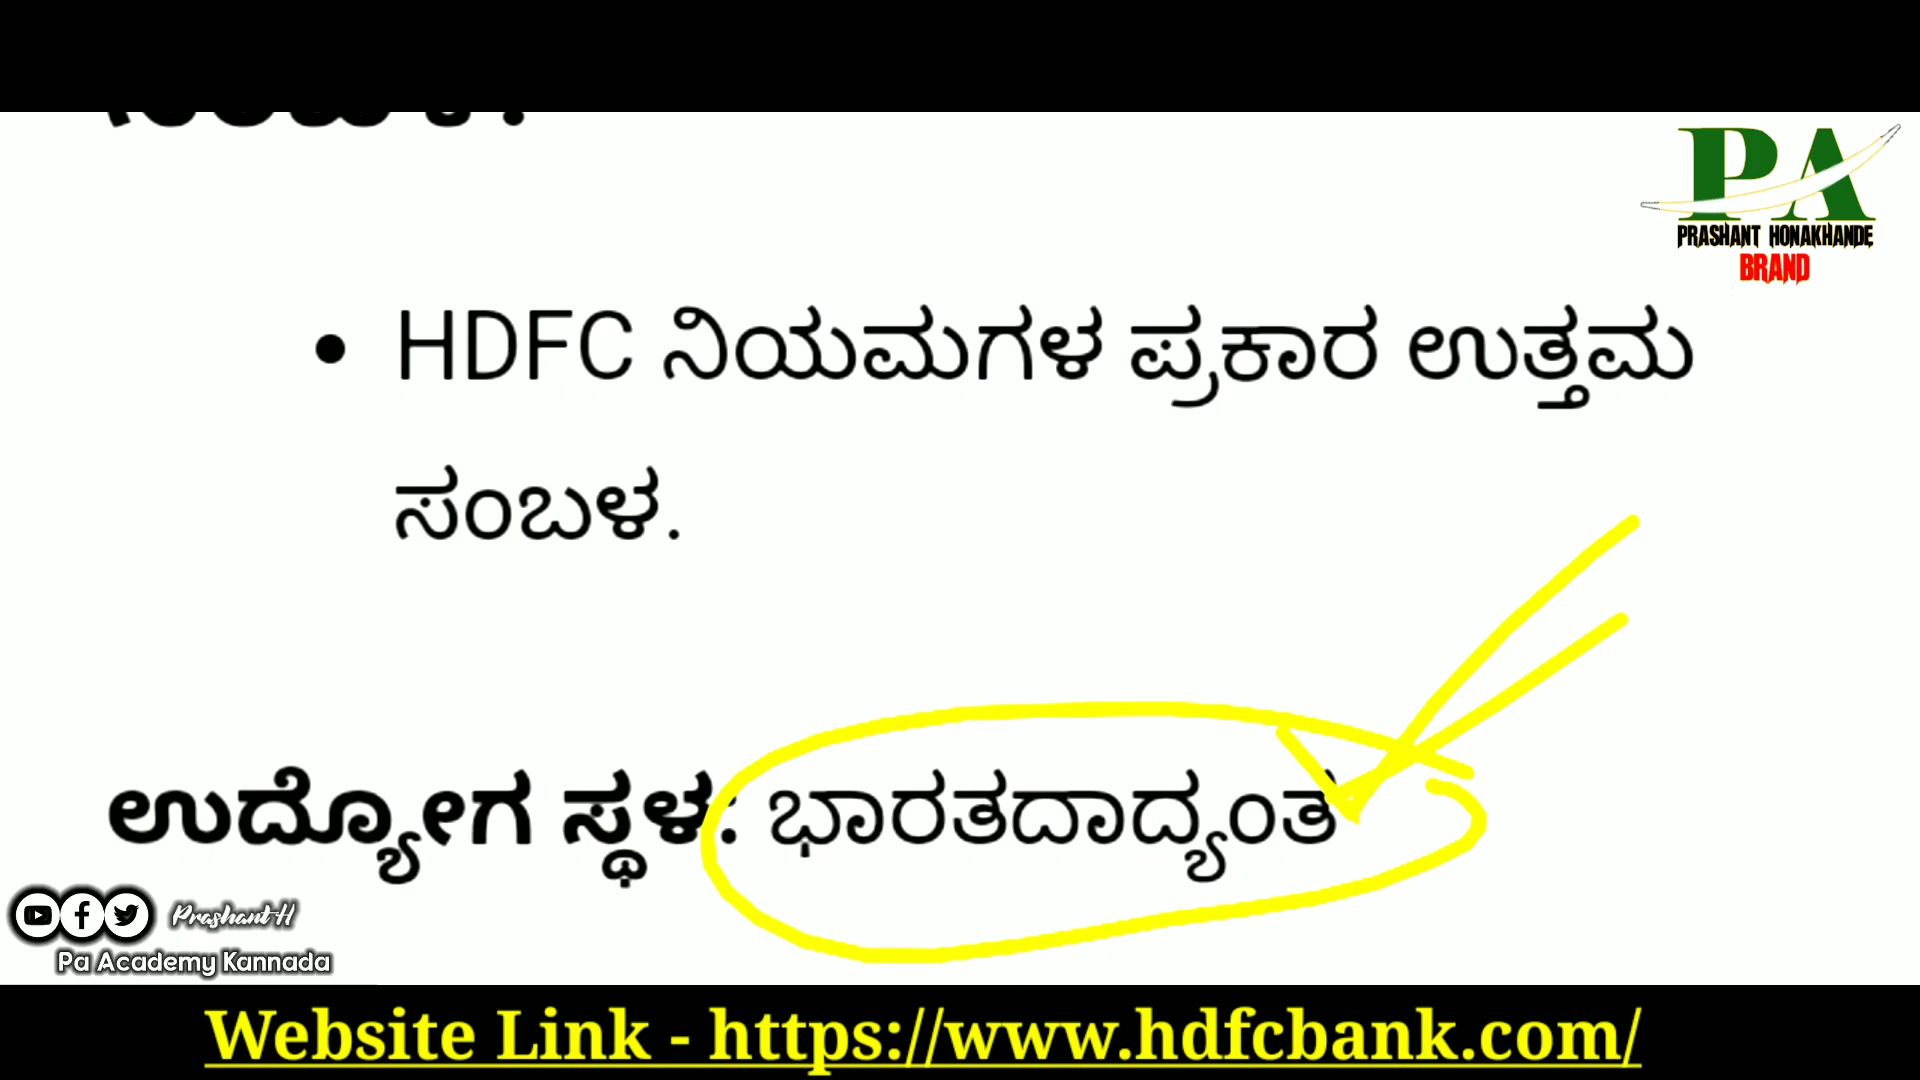 PA
PRASHANT HONAKHANDE
BRAND
• HDFC ನಿಯಮಗಳ ಪ್ರಕಾರ ಉತ್ತಮ
ಸಂಬಳ.
ಉದ್ಯೋಗ ಸ್ಥಳ: ಭಾರತದಾದ್ಯಂತ
Prashant H
Pa Academy Kannada
Website Link - https://www.hdfcbank.com/